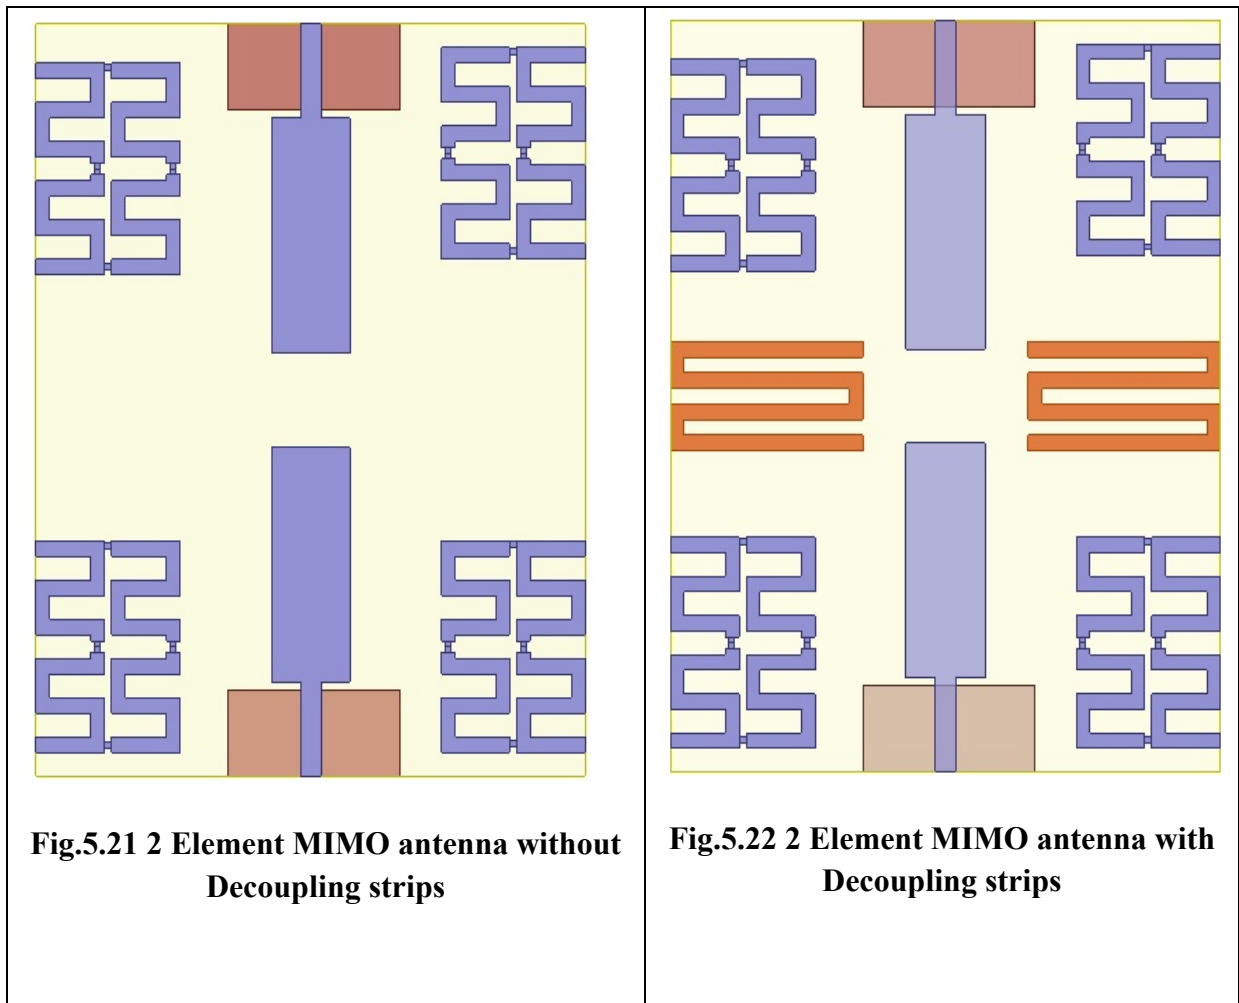 Fig.5.21 2 Element MIMO antenna without
Decoupling strips
Fig.5.22 2 Element MIMO antenna with
Decoupling strips